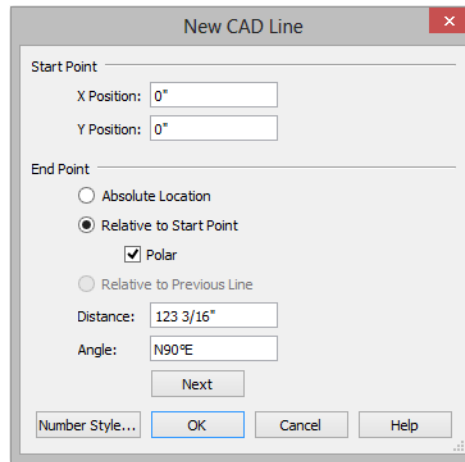 New CAD Line
Start Point
X Position: 0"
Y Position: 0"
End Point
Absolute Location
Relative to Start Point
Polar
Relative to Previous Line
Distance: 123 3/16"
Angle: N90°E
Next
Number Style... OK Cancel Help